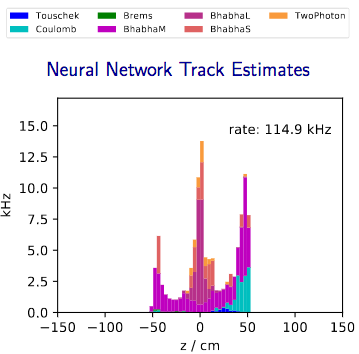 Touschek Brems BhabhaL TwoPhoton
Coulomb BhabhaM BhabhaS
Neural Network Track Estimates
rate: 114.9 kHz
kHz
15.0
12.5
10.0
7.5
5.0
2.5
0.0
−150 −100 −50 0 50 100 150
z / cm